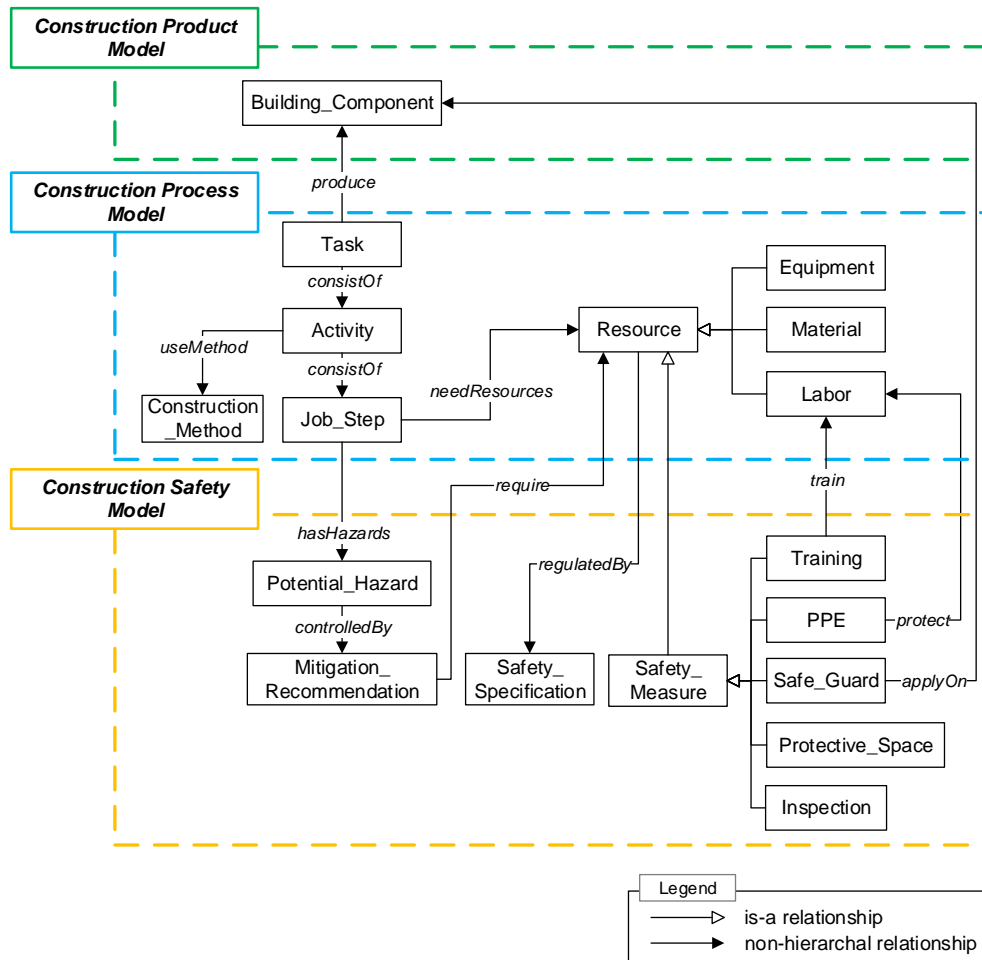 Construction Product
Model
Building_Component
produce
Construction Process
Model
Task
consistOf
Equipment
Activity
useMethod
Resource
Material
consistOf
needResources
Construction
_Method
Job_Step
Labor
Construction Safety
Model
require
train
hasHazards
Training
Potential_Hazard
regulatedBy
PPE
protect
controlledBy
Mitigation_
Recommendation
Safety_
Specification
Safety_
Measure
Safe_Guard
applyOn
Protective_Space
Inspection
Legend
is-a relationship
non-hierarchal relationship